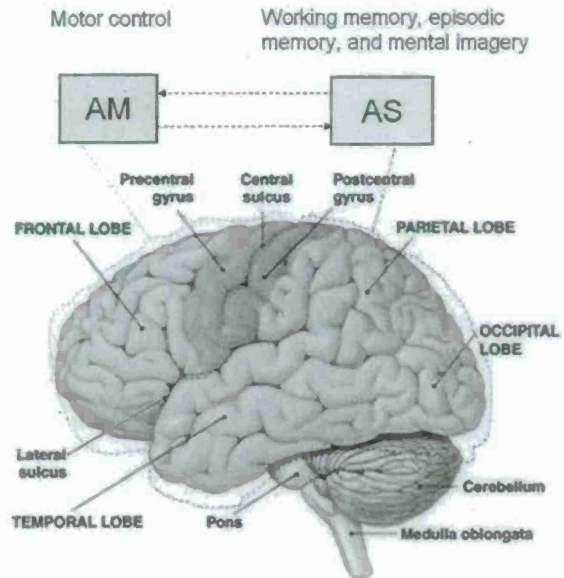 Motor control
Working memory, episodic
memory, and mental imagery
AM
AS
Precentral
gyrus
Central
sulcus
Postcentral
gyrus
FRONTAL LOBE
PARIETAL LOBE
OCCIPITAL
LOBE
Lateral
sulcus
TEMPORAL LOBE
Pons
Cerebellum
Medulla oblongata